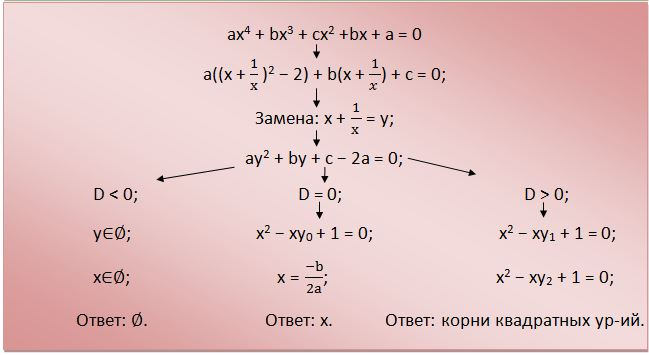 ax⁴ + bx³ + cx² +bx + a = 0
a((x + 1/x)² − 2) + b(x + 1/x) + c = 0;
Замена: x + 1/x = y;
ay² + by + c − 2a = 0;
D < 0; D = 0; D > 0;
y∈∅; x² − xy₀ + 1 = 0; x² − xy₁ + 1 = 0;
x∈∅; x = −b/2a; x² − xy₂ + 1 = 0;
Ответ: ∅. Ответ: x. Ответ: корни квадратных ур-ий.